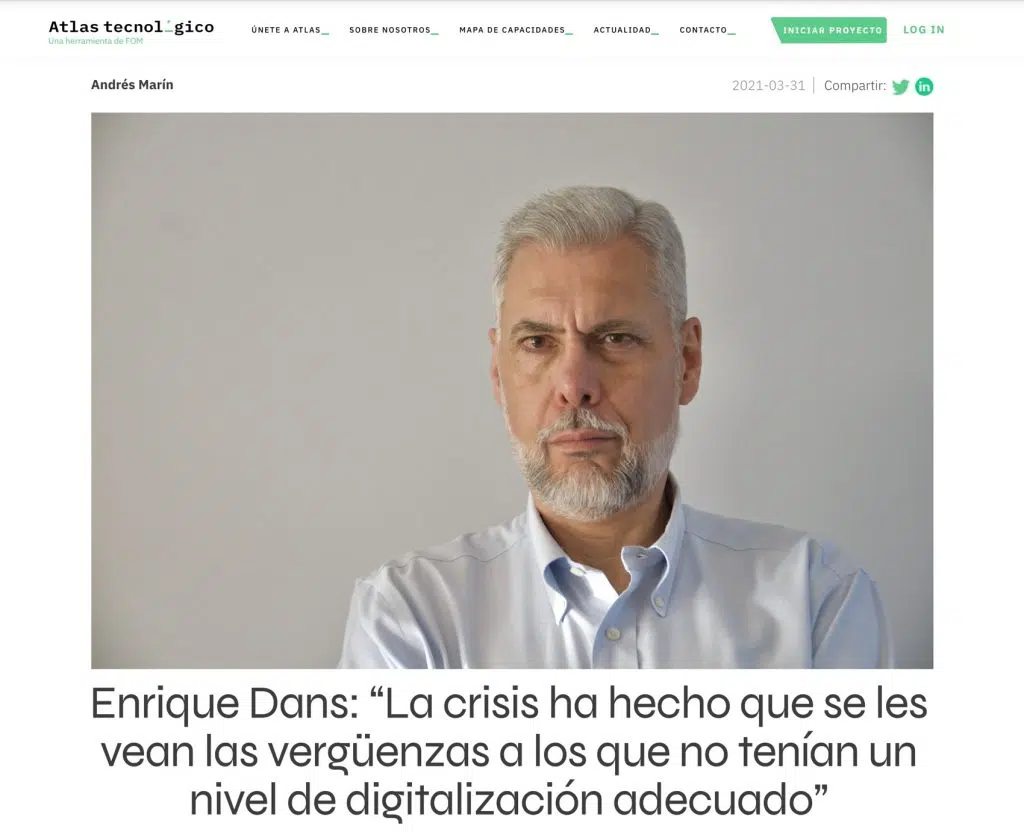 Atlas tecnológico
Una herramienta de FOM
ÚNETE A ATLAS_
SOBRE NOSOTROS_
MAPA DE CAPACIDADES_
ACTUALIDAD_
CONTACTO_
INICIAR PROYECTO
LOG IN
Andrés Marín
2021-03-31 | Compartir:
in
Enrique Dans: “La crisis ha hecho que se les
vean las vergüenzas a los que no tenían un
nivel de digitalización adecuado”